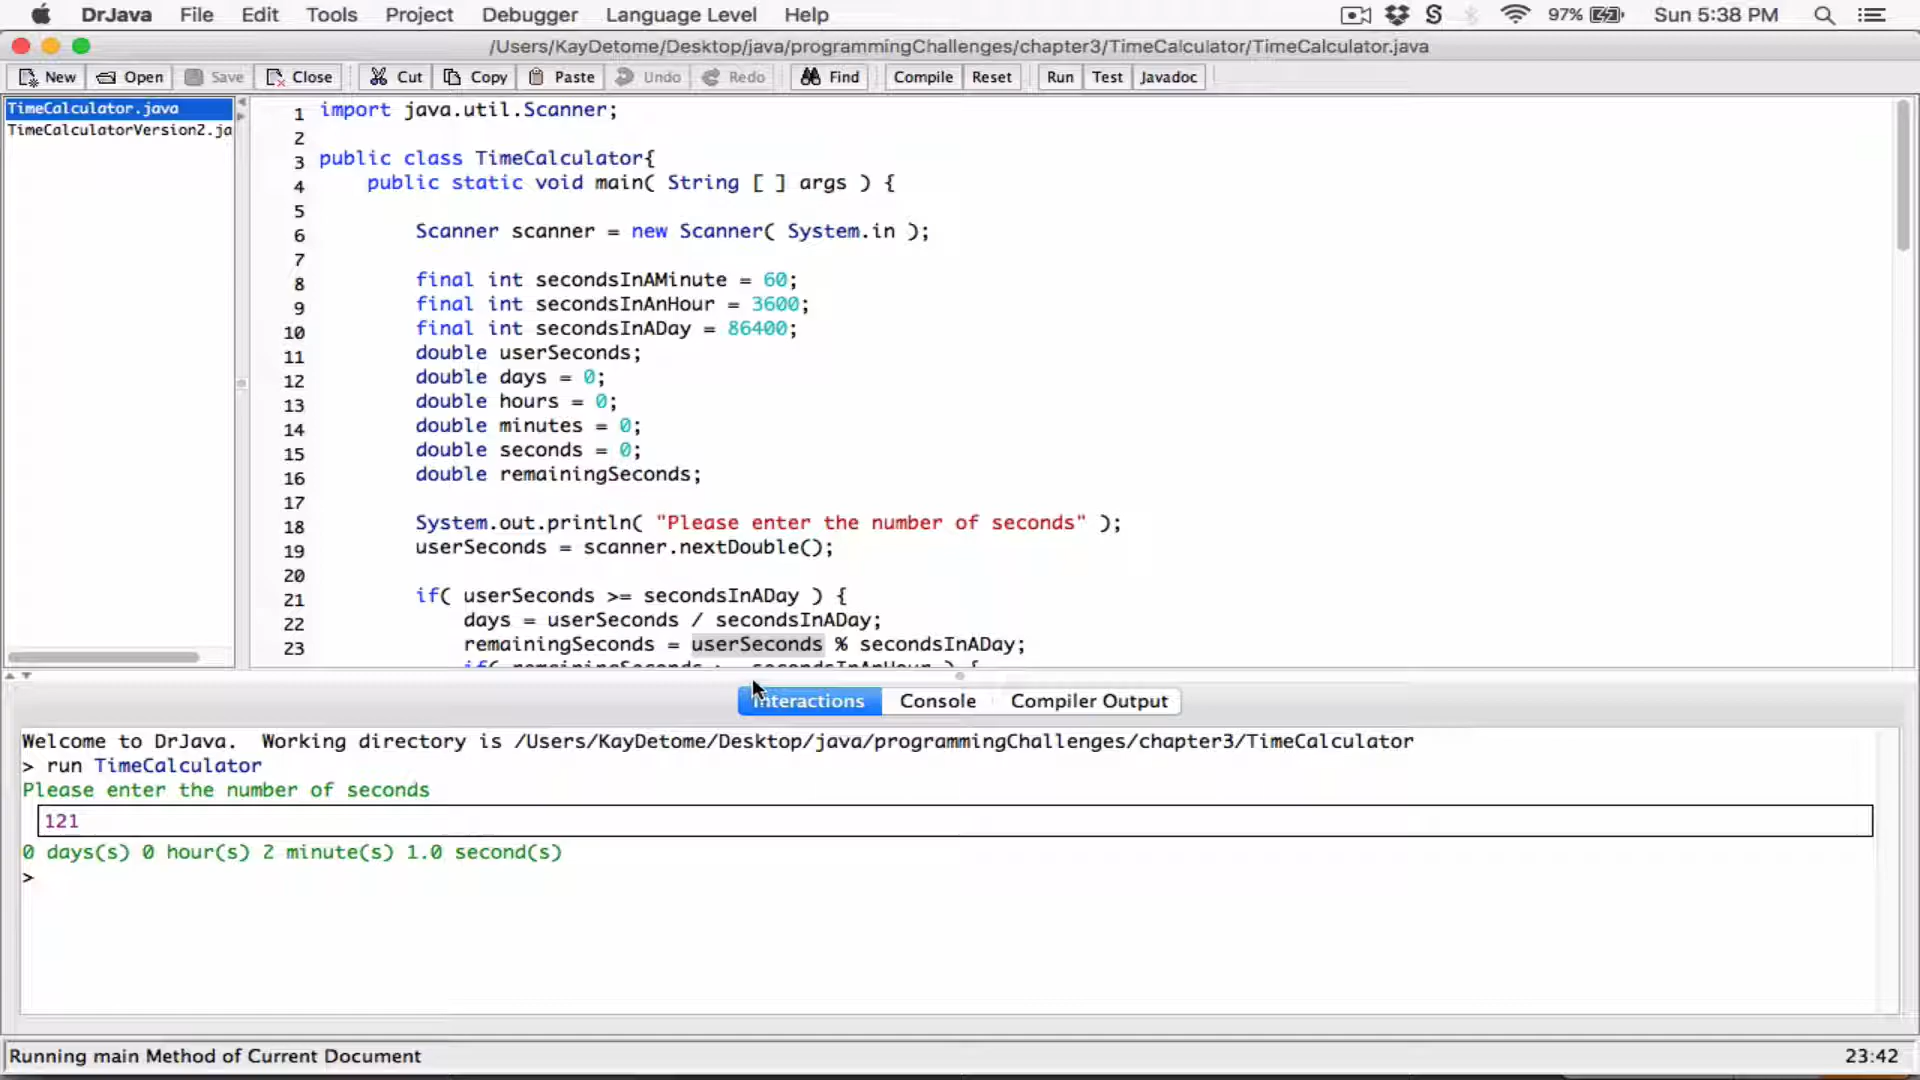 DrJava File Edit Tools Project Debugger Language Level Help 97% Sun 5:38 PM
/Users/KayDetome/Desktop/java/programmingChallenges/chapter3/TimeCalculator/TimeCalculator.java
New Open Save Close Cut Copy Paste Undo Redo Find Compile Reset Run Test Javadoc
TimeCalculator.java
TimeCalculatorVersion2.ja
1 import java.util.Scanner;
2
3 public class TimeCalculator{
4 public static void main( String [ ] args ) {
5
6 Scanner scanner = new Scanner( System.in );
7
8 final int secondsInAMinute = 60;
9 final int secondsInAnHour = 3600;
10 final int secondsInADay = 86400;
11 double userSeconds;
12 double days = 0;
13 double hours = 0;
14 double minutes = 0;
15 double seconds = 0;
16 double remainingSeconds;
17
18 System.out.println( "Please enter the number of seconds" );
19 userSeconds = scanner.nextDouble();
20
21 if( userSeconds >= secondsInADay ) {
22 days = userSeconds / secondsInADay;
23 remainingSeconds = userSeconds % secondsInADay;
Interactions Console Compiler Output
Welcome to DrJava. Working directory is /Users/KayDetome/Desktop/java/programmingChallenges/chapter3/TimeCalculator
> run TimeCalculator
Please enter the number of seconds
121
0 days(s) 0 hour(s) 2 minute(s) 1.0 second(s)
>
Running main Method of Current Document 23:42